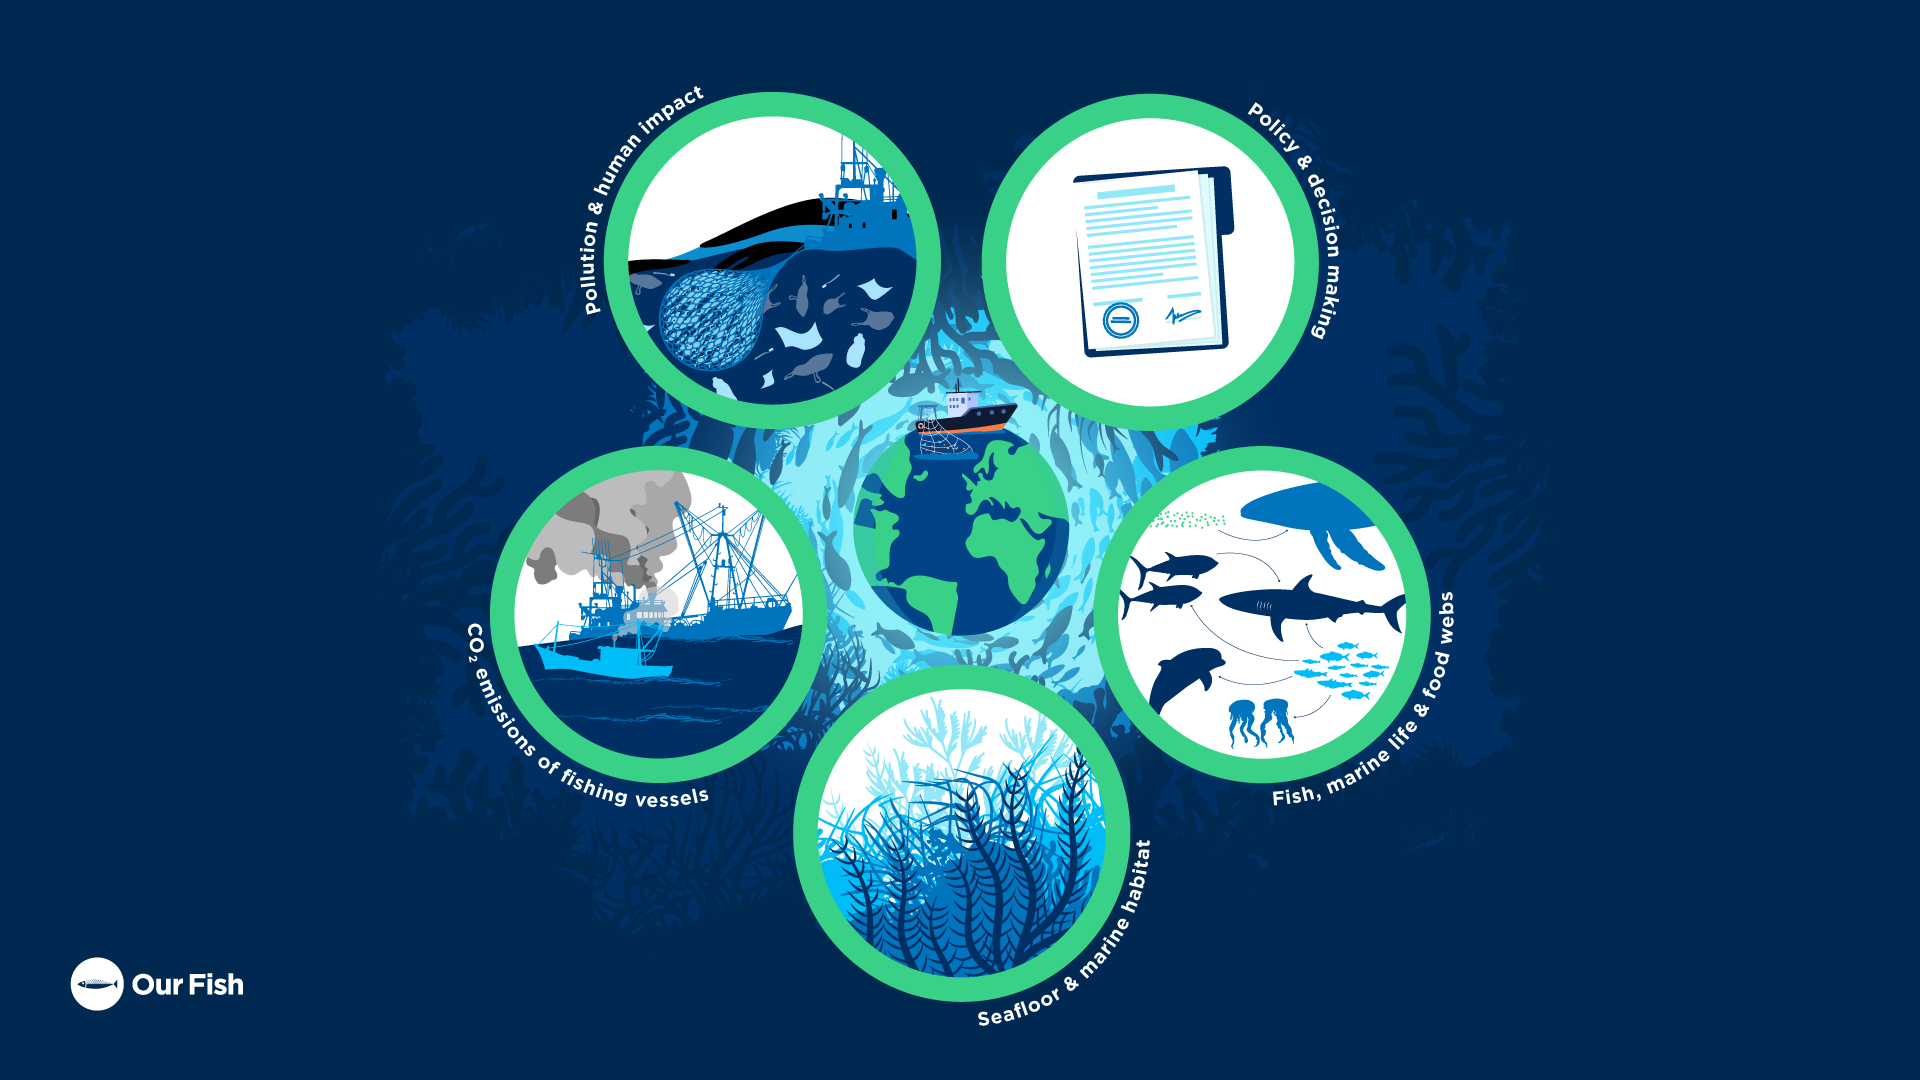 Pollution & human impact
Policy & decision making
CO₂ emissions of fishing vessels
Fish, marine life & food webs
Seafloor & marine habitat
Our Fish